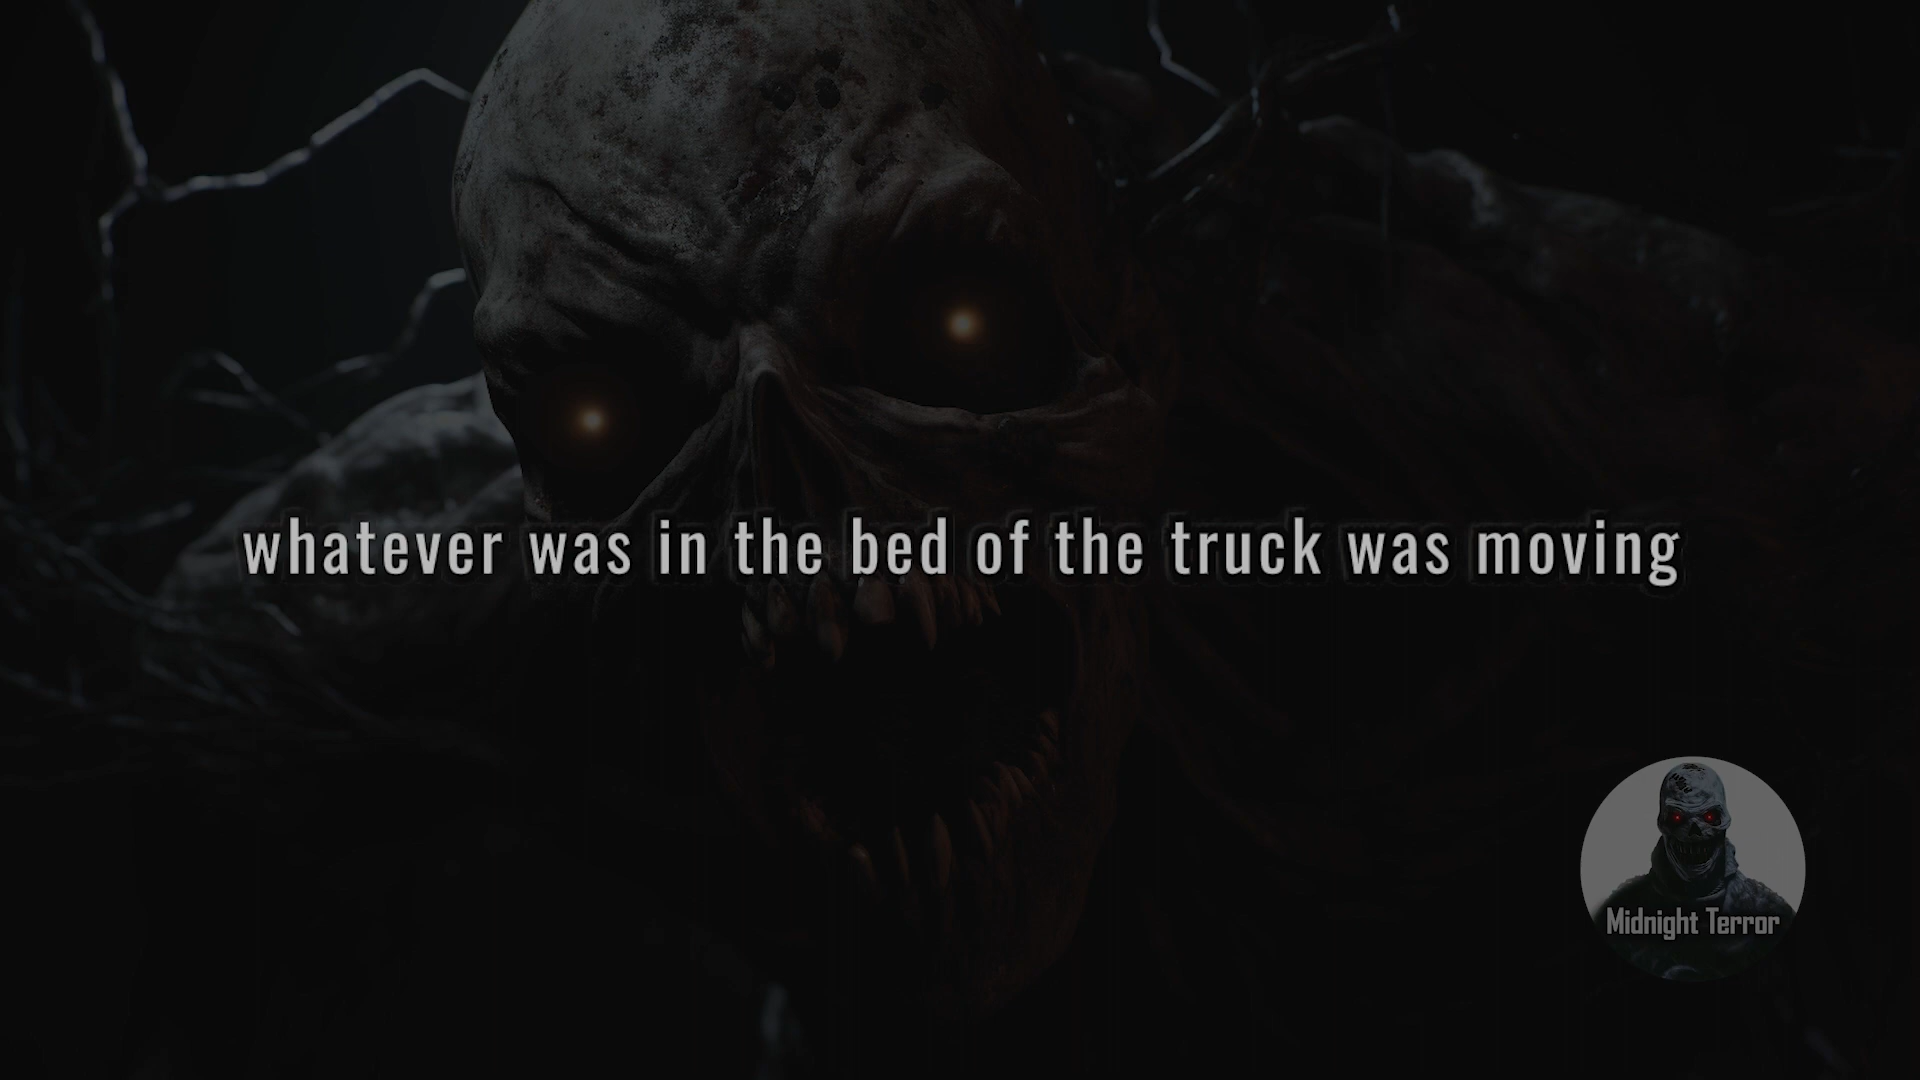 whatever was in the bed of the truck was moving
Midnight Terror